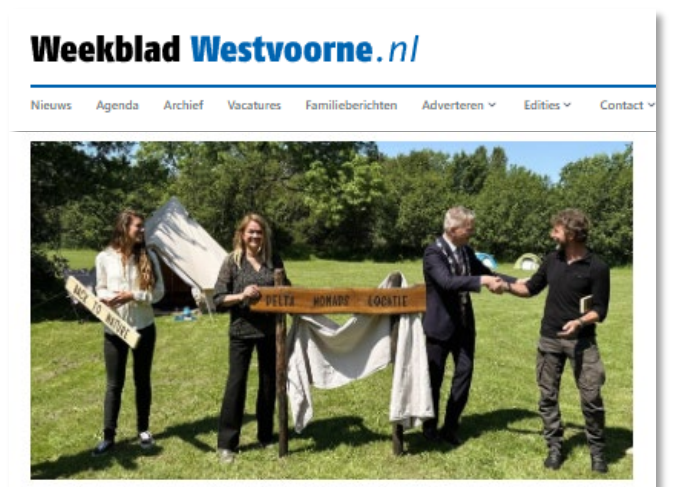 Weekblad Westvoorne.nl
Nieuws Agenda Archief Vacatures Familieberichten Adverteren Edities Contact
BACK TO NATURE
DELTA NOMADS LOCATIE